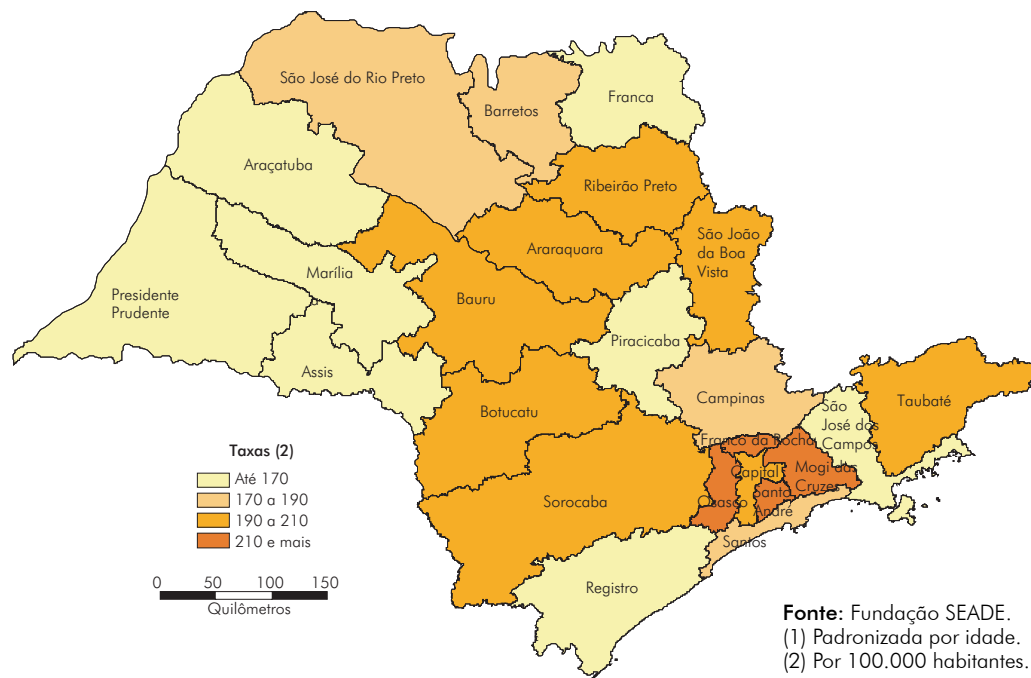 São José do Rio Preto
Barretos
Franca
Araçatuba
Ribeirão Preto
São João
da Boa
Vista
Araraquara
Marília
Bauru
Presidente
Prudente
Piracicaba
Assis
Campinas
Taubaté
São
José dos
Campos
Botucatu
Franco da Rocha
Capital
Mogi das
Cruzes
Osasco
Santo
André
Sorocaba
Santos
Registro
Taxas (2)
Até 170
170 a 190
190 a 210
210 e mais
0 50 100 150
Quilômetros
Fonte: Fundação SEADE.
(1) Padronizada por idade.
(2) Por 100.000 habitantes.